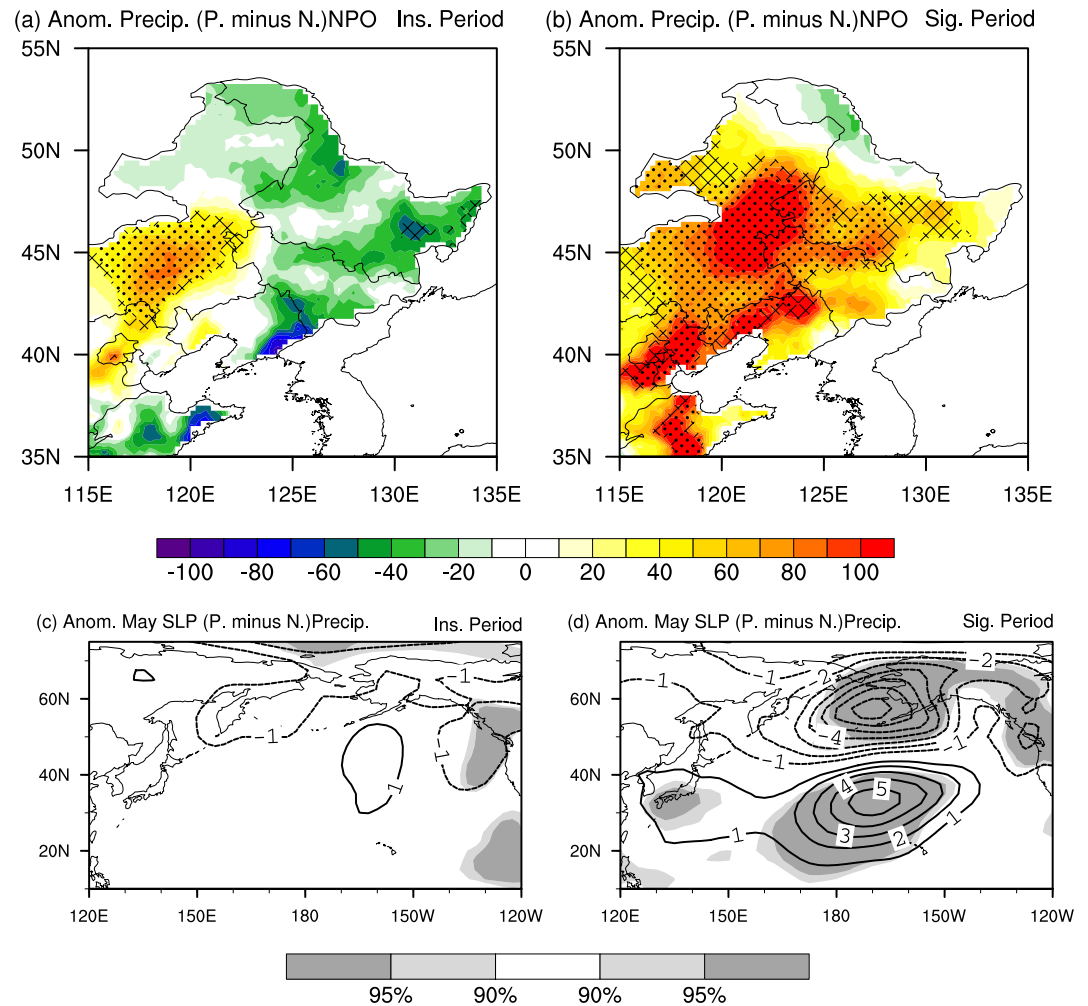 (a) Anom. Precip. (P. minus N.)NPO Ins. Period
(b) Anom. Precip. (P. minus N.)NPO Sig. Period
55N
50N
45N
40N
35N
115E 120E 125E 130E 135E
55N
50N
45N
40N
35N
115E 120E 125E 130E 135E
-100 -80 -60 -40 -20 0 20 40 60 80 100
(c) Anom. May SLP (P. minus N.)Precip. Ins. Period
(d) Anom. May SLP (P. minus N.)Precip. Sig. Period
60N
40N
20N
120E 150E 180E 150W 120W
-1
-1
1
1
60N
40N
20N
120E 150E 180E 150W 120W
-1
-1
-2
-2
-4
-1
-1
4
5
3
2
1
1
95% 90% 90% 95%